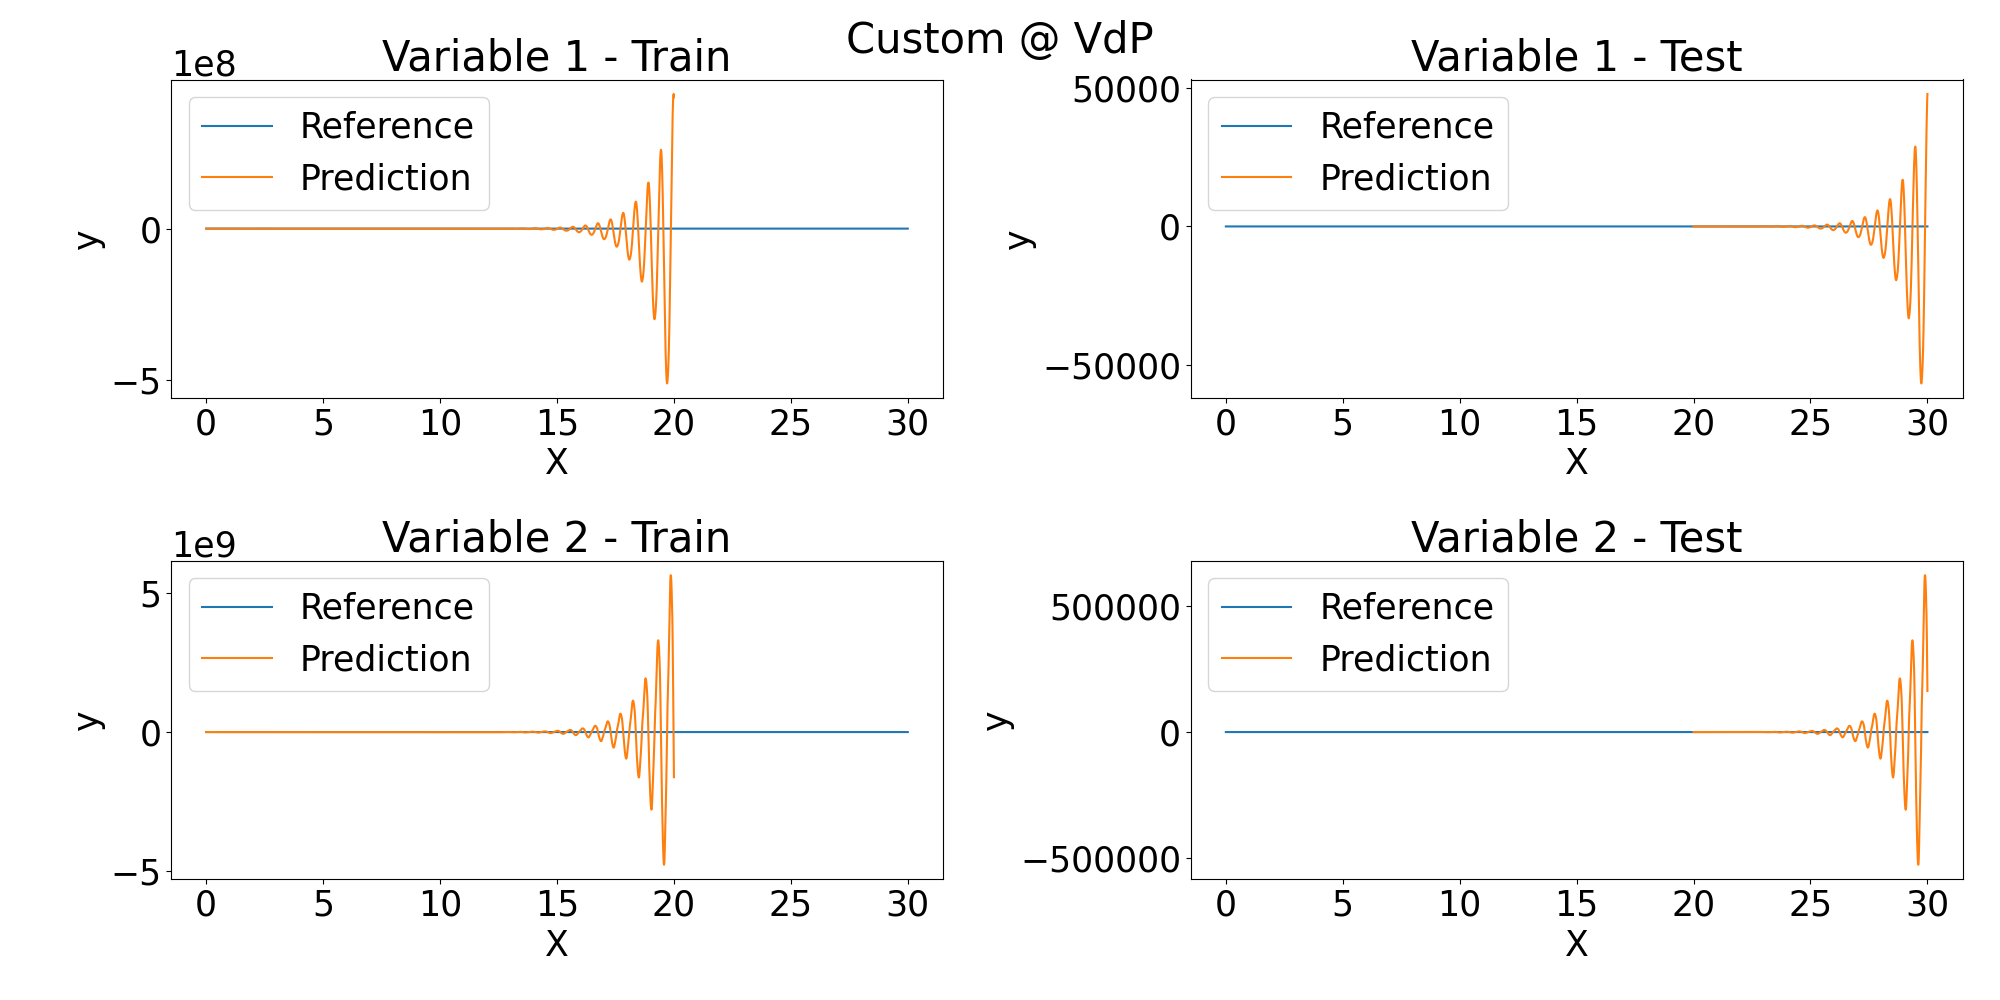 Custom @ VdP
Variable 1 - Train
1e8
Reference
Prediction
0
−5
y
0 5 10 15 20 25 30
X
Variable 1 - Test
50000
Reference
Prediction
0
−50000
y
0 5 10 15 20 25 30
X
Variable 2 - Train
1e9
5
Reference
Prediction
0
−5
y
0 5 10 15 20 25 30
X
Variable 2 - Test
500000
Reference
Prediction
0
−500000
y
0 5 10 15 20 25 30
X